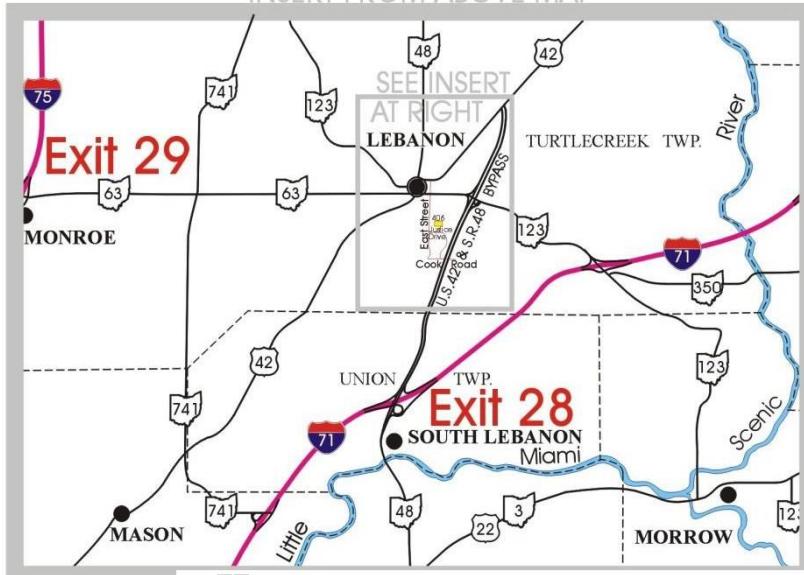 INSERT FROM ABOVE MAP
48
42
75
741
123
SEE INSERT
AT RIGHT
River
LEBANON
TURTLECREEK TWP.
Exit 29
63
63
MONROE
East Street
406
Justice
Drive
Cook Road
U.S. 42 & S.R.48 BYPASS
123
71
350
42
123
UNION TWP.
741
Exit 28
71
SOUTH LEBANON
Miami
Scenic
741
MASON
Little
48
22
3
MORROW
123